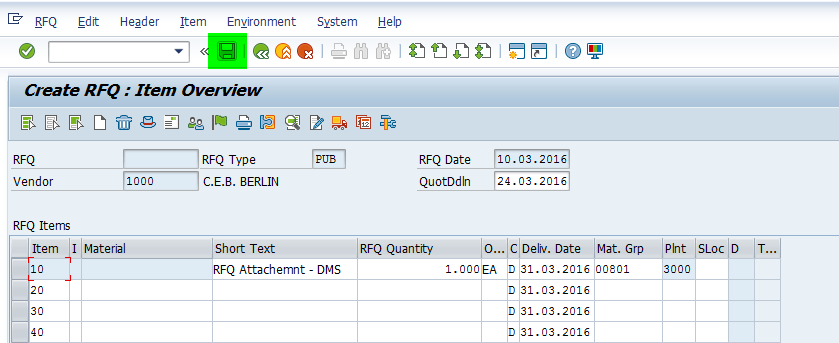 RFQ Edit Header Item Environment System Help
Create RFQ : Item Overview
RFQ RFQ Type PUB RFQ Date 10.03.2016
Vendor 1000 C.E.B. BERLIN QuotDdln 24.03.2016
RFQ Items
Item I Material Short Text RFQ Quantity O... C Deliv. Date Mat. Grp Plnt SLoc D T...
10 RFQ Attachemnt - DMS 1.000 EA D 31.03.2016 00801 3000
20 D 31.03.2016
30 D 31.03.2016
40 D 31.03.2016